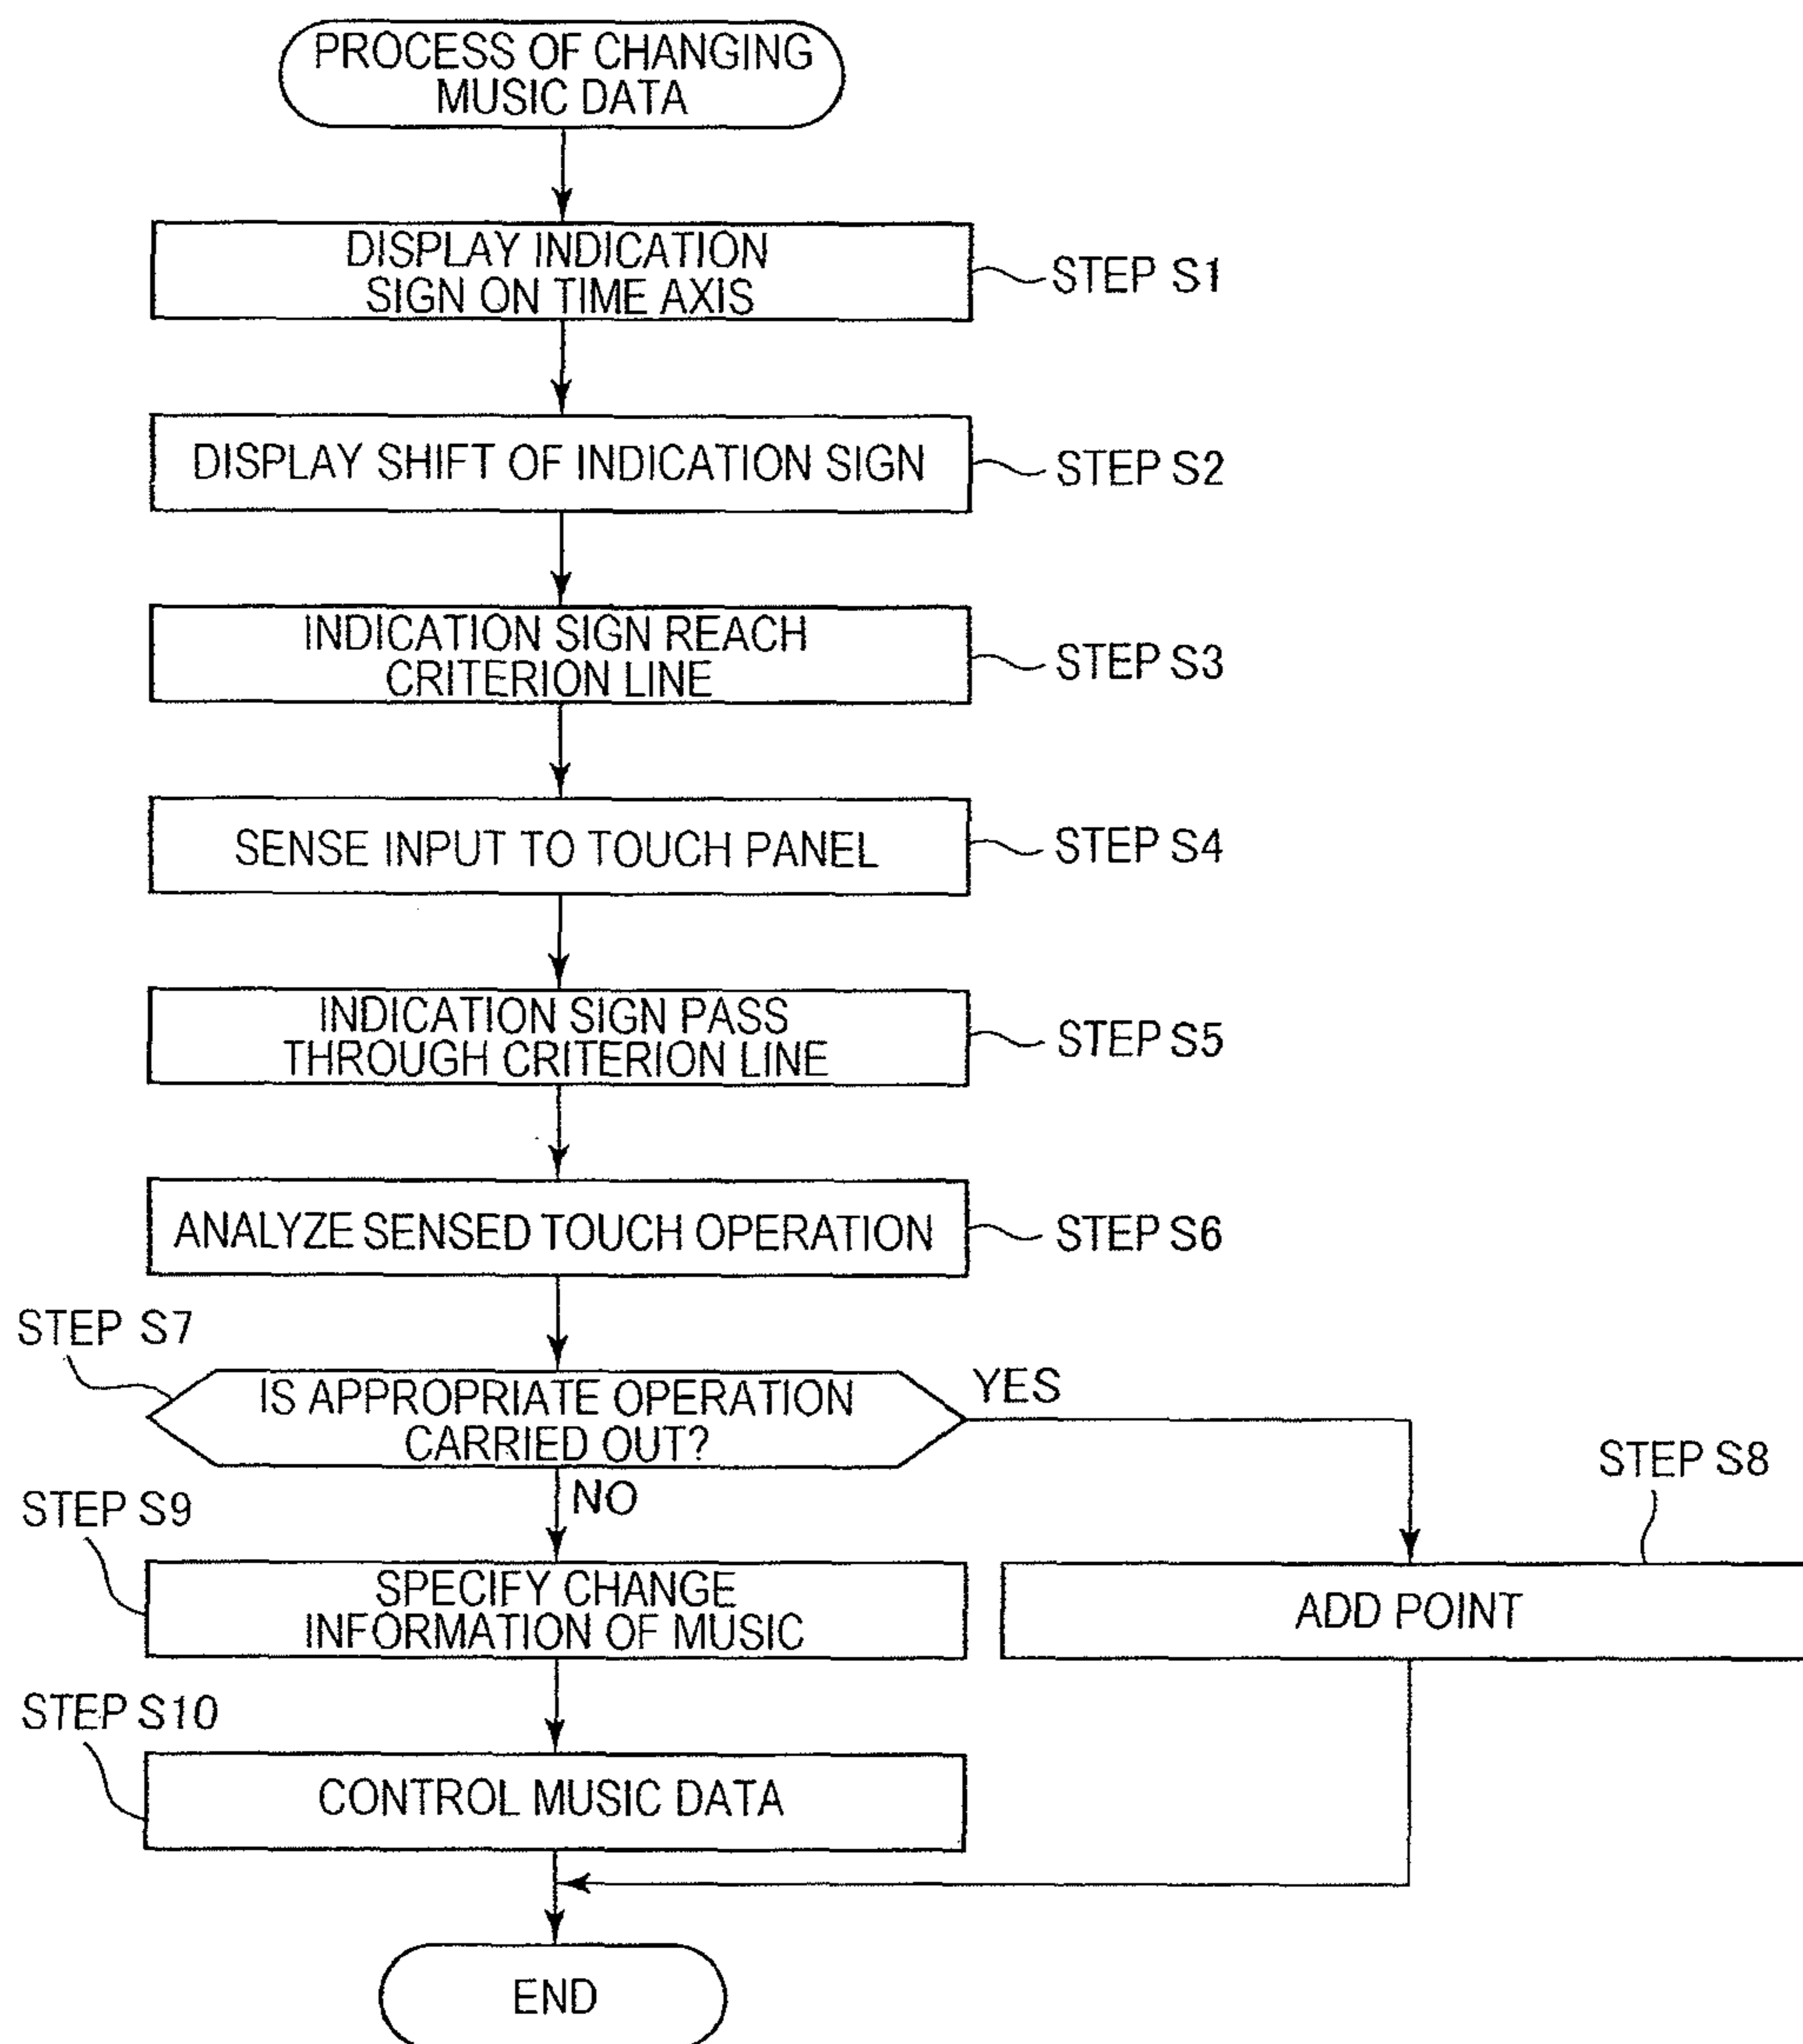 PROCESS OF CHANGING
MUSIC DATA
DISPLAY INDICATION
SIGN ON TIME AXIS
STEP S1
DISPLAY SHIFT OF INDICATION SIGN
STEP S2
INDICATION SIGN REACH
CRITERION LINE
STEP S3
SENSE INPUT TO TOUCH PANEL
STEP S4
INDICATION SIGN PASS
THROUGH CRITERION LINE
STEP S5
ANALYZE SENSED TOUCH OPERATION
STEP S6
STEP S7
IS APPROPRIATE OPERATION
CARRIED OUT?
YES
NO
STEP S8
ADD POINT
STEP S9
SPECIFY CHANGE
INFORMATION OF MUSIC
STEP S10
CONTROL MUSIC DATA
END